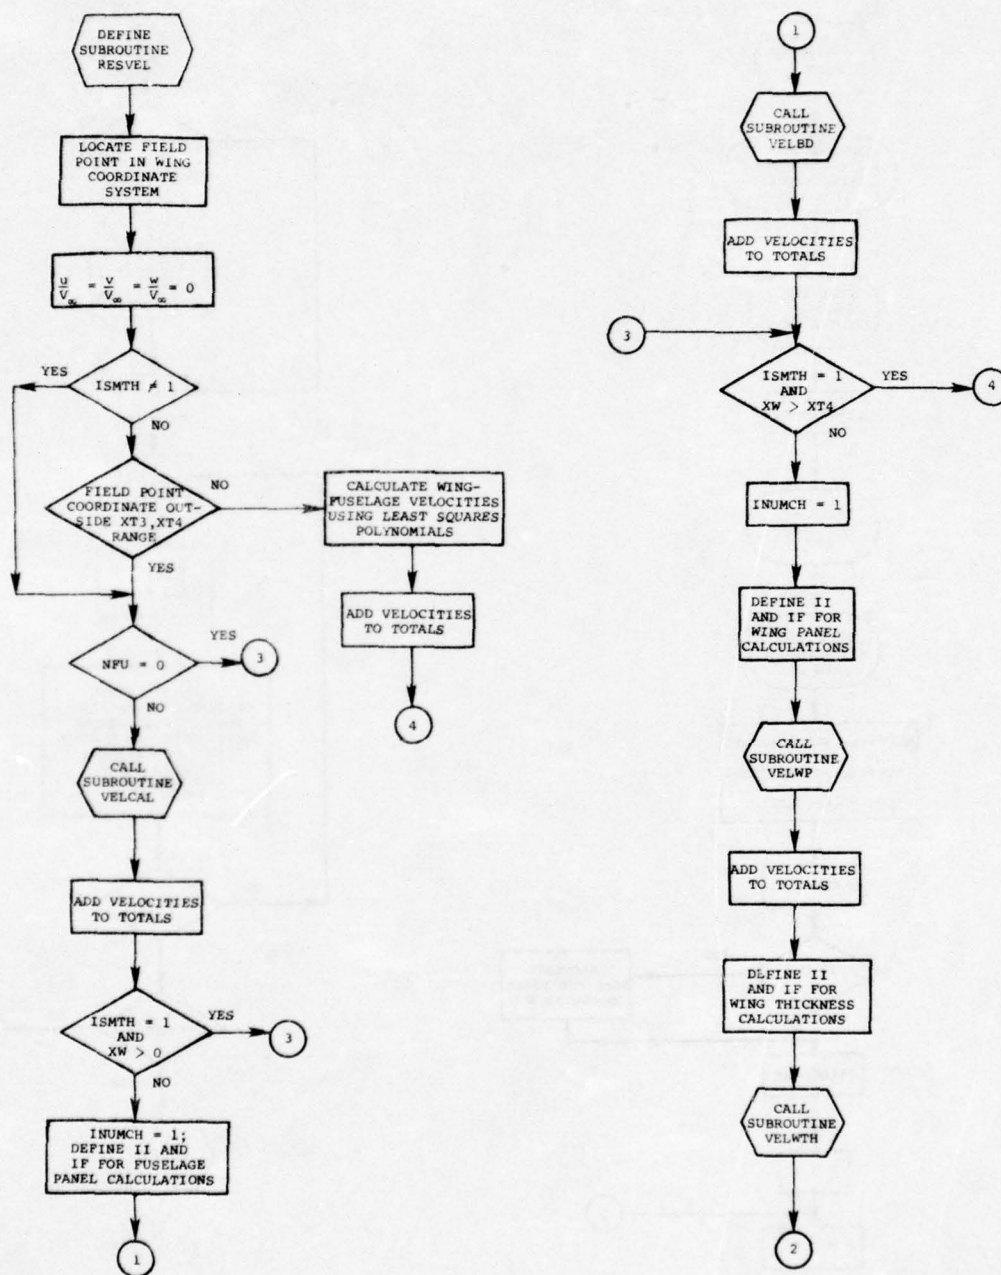 DEFINE
SUBROUTINE
RESVEL
LOCATE FIELD
POINT IN WING
COORDINATE
SYSTEM
u/V∞ = v/V∞ = w/V∞ = 0
YES
ISMTH ≠ 1
NO
FIELD POINT
COORDINATE OUT-
SIDE XT3,XT4
RANGE
NO
YES
CALCULATE WING-
FUSELAGE VELOCITIES
USING LEAST SQUARES
POLYNOMIALS
ADD VELOCITIES
TO TOTALS
4
NFU = 0
YES
3
NO
CALL
SUBROUTINE
VELCAL
ADD VELOCITIES
TO TOTALS
ISMTH = 1
AND
XW > 0
YES
3
NO
INUMCH = 1;
DEFINE II AND
IF FOR FUSELAGE
PANEL CALCULATIONS
1
1
CALL
SUBROUTINE
VELBD
ADD VELOCITIES
TO TOTALS
3
ISMTH = 1
AND
XW > XT4
YES
4
NO
INUMCH = 1
DEFINE II
AND IF FOR
WING PANEL
CALCULATIONS
CALL
SUBROUTINE
VELWP
ADD VELOCITIES
TO TOTALS
DEFINE II
AND IF FOR
WING THICKNESS
CALCULATIONS
CALL
SUBROUTINE
VELWTH
2